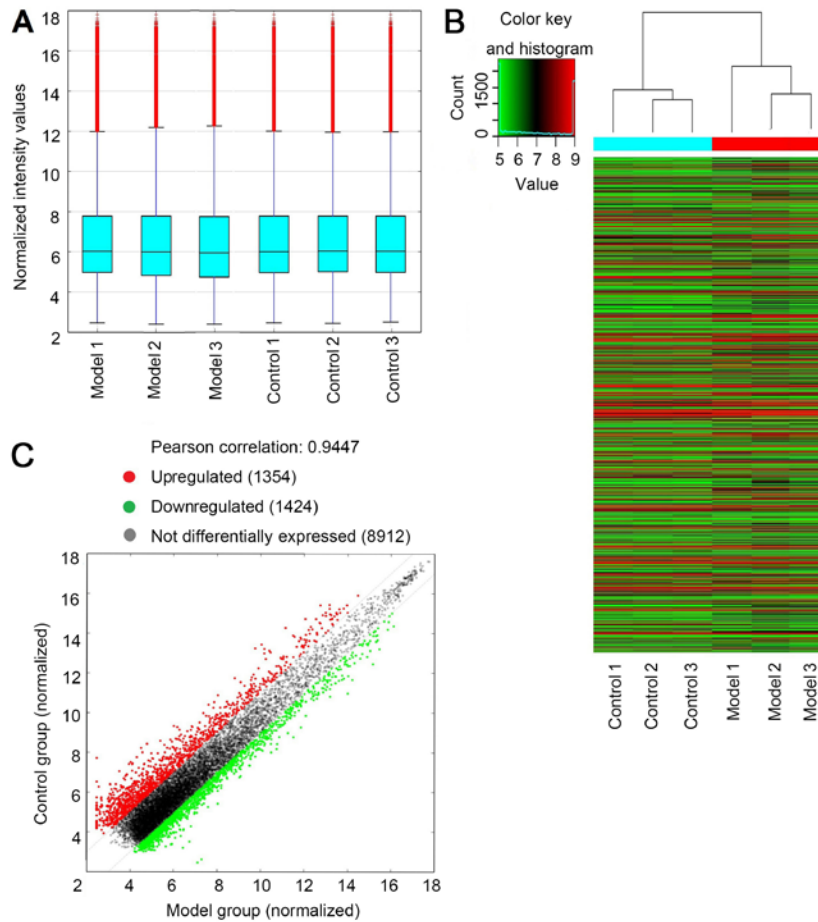 A
Normalized intensity values
18
16
14
12
10
8
6
4
2
Model 1
Model 2
Model 3
Control 1
Control 2
Control 3
B
Color key
and histogram
Count
1500
0
5 6 7 8 9
Value
Control 1
Control 2
Control 3
Model 1
Model 2
Model 3
C
Pearson correlation: 0.9447
Upregulated (1354)
Downregulated (1424)
Not differentially expressed (8912)
Control group (normalized)
18
16
14
12
10
8
6
4
2 4 6 8 10 12 14 16 18
Model group (normalized)